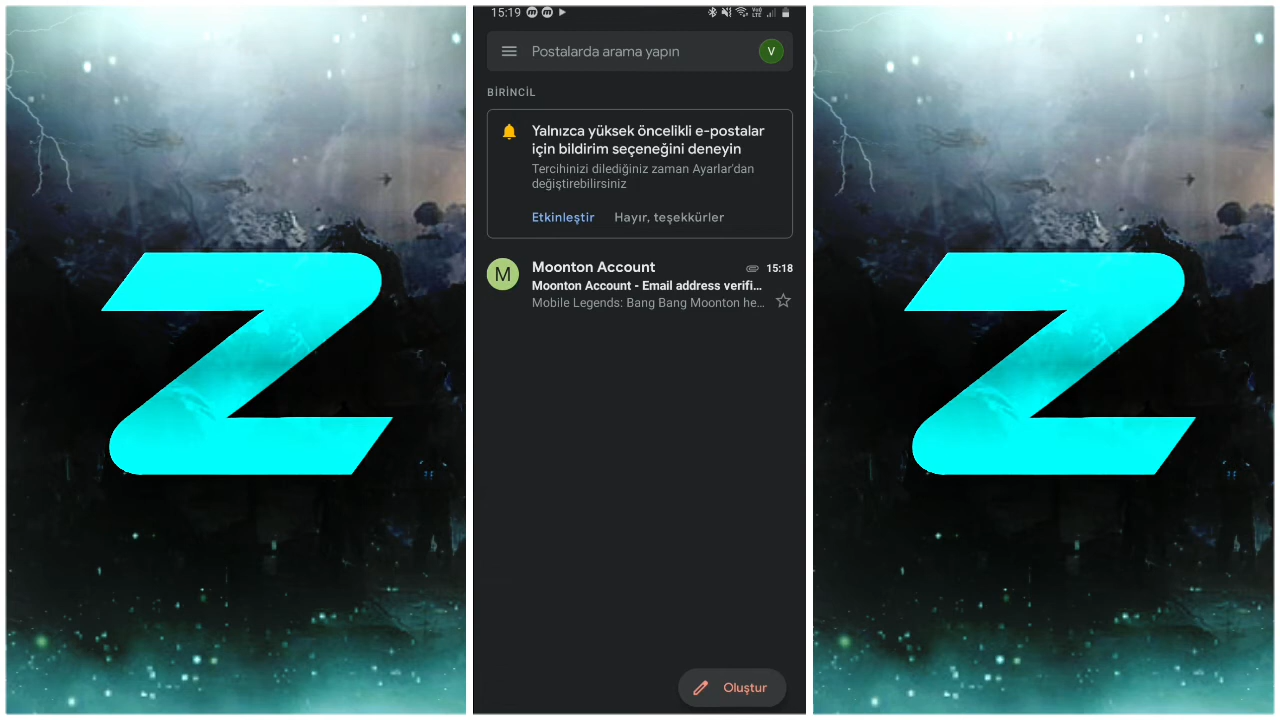 Z
15:19
Postalarda arama yapın
V
BİRİNCİL
Yalnızca yüksek öncelikli e-postalar
için bildirim seçeneğini deneyin
Tercihinizi dilediğiniz zaman Ayarlar'dan
değiştirebilirsiniz
Etkinleştir Hayır, teşekkürler
M
Moonton Account 15:18
Moonton Account - Email address verifi...
Mobile Legends: Bang Bang Moonton he...
Oluştur
Z